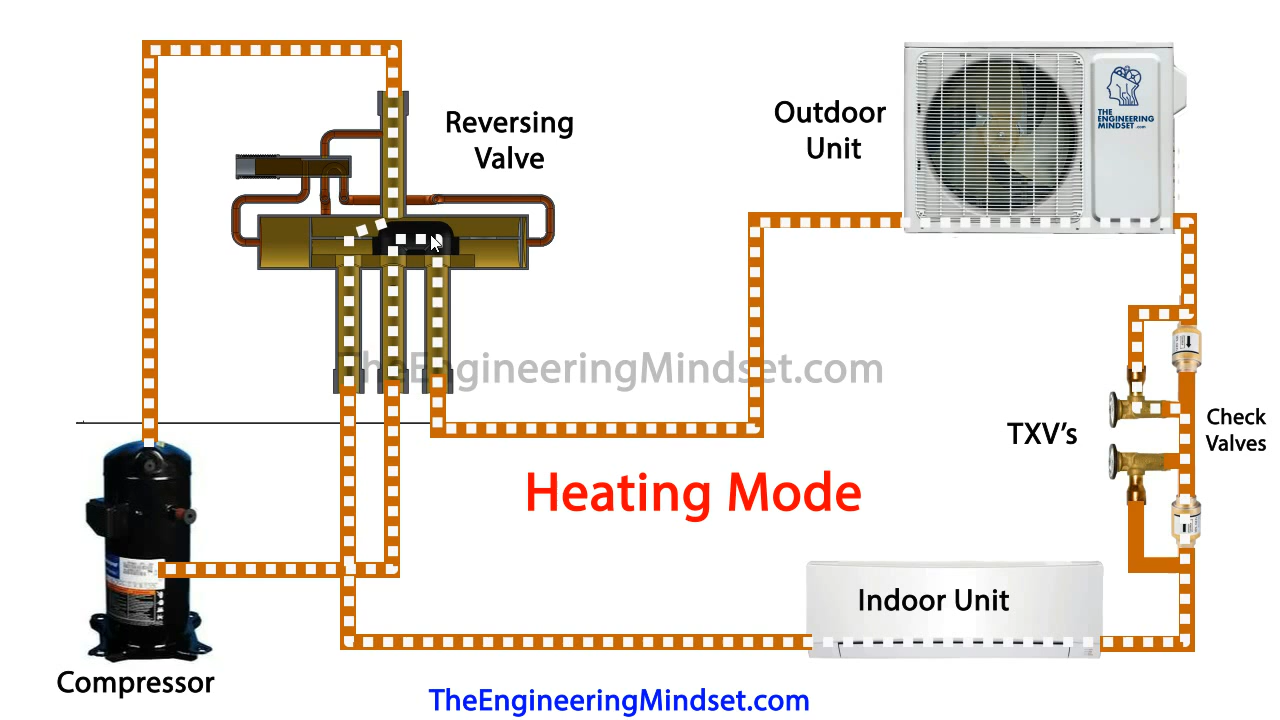 Reversing
Valve
Outdoor
Unit
THE
ENGINEERING
MINDSET.com
TheEngineeringMindset.com
TXV's
Check
Valves
Heating Mode
Indoor Unit
Compressor
TheEngineeringMindset.com